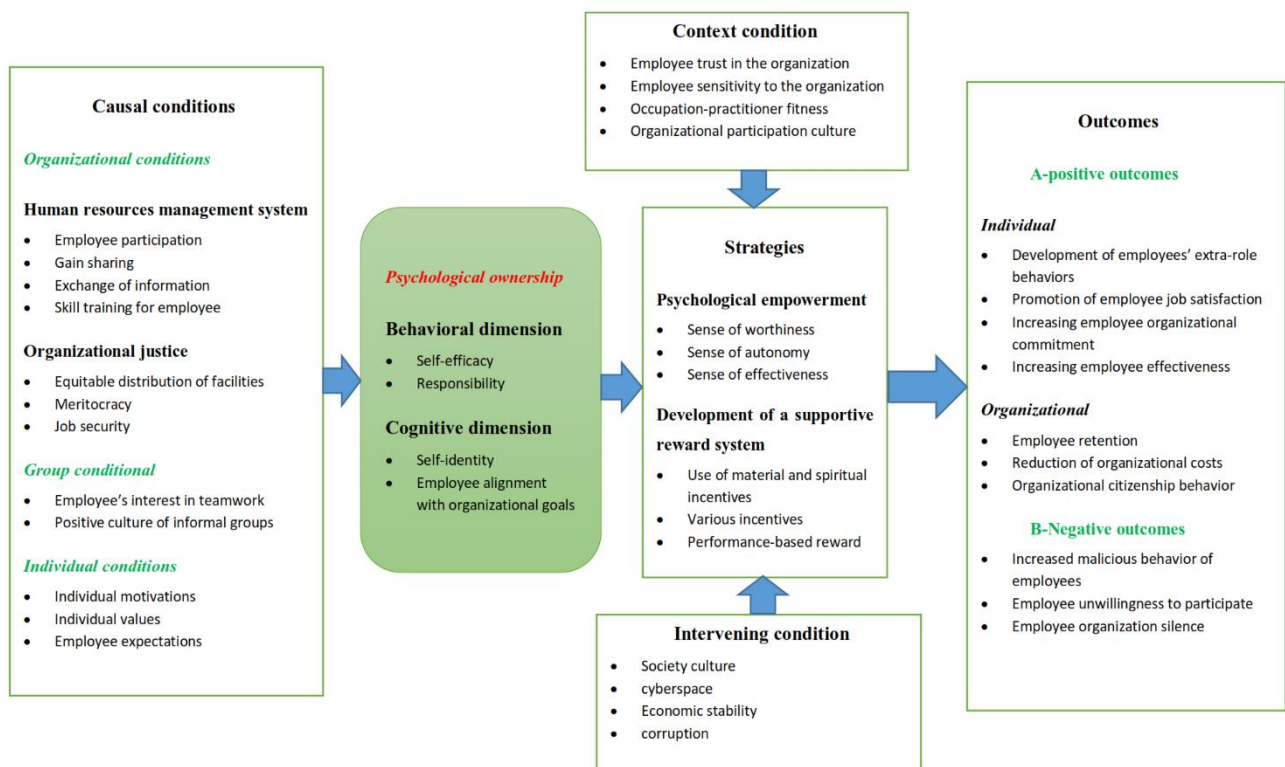 Causal conditions
Organizational conditions
Human resources management system
• Employee participation
• Gain sharing
• Exchange of information
• Skill training for employee
Organizational justice
• Equitable distribution of facilities
• Meritocracy
• Job security
Group conditional
• Employee’s interest in teamwork
• Positive culture of informal groups
Individual conditions
• Individual motivations
• Individual values
• Employee expectations
Psychological ownership
Behavioral dimension
• Self-efficacy
• Responsibility
Cognitive dimension
• Self-identity
• Employee alignment
with organizational goals
Context condition
• Employee trust in the organization
• Employee sensitivity to the organization
• Occupation-practitioner fitness
• Organizational participation culture
Strategies
Psychological empowerment
• Sense of worthiness
• Sense of autonomy
• Sense of effectiveness
Development of a supportive
reward system
• Use of material and spiritual
incentives
• Various incentives
• Performance-based reward
Intervening condition
• Society culture
• cyberspace
• Economic stability
• corruption
Outcomes
A-positive outcomes
Individual
• Development of employees’ extra-role
behaviors
• Promotion of employee job satisfaction
• Increasing employee organizational
commitment
• Increasing employee effectiveness
Organizational
• Employee retention
• Reduction of organizational costs
• Organizational citizenship behavior
B-Negative outcomes
• Increased malicious behavior of
employees
• Employee unwillingness to participate
• Employee organization silence